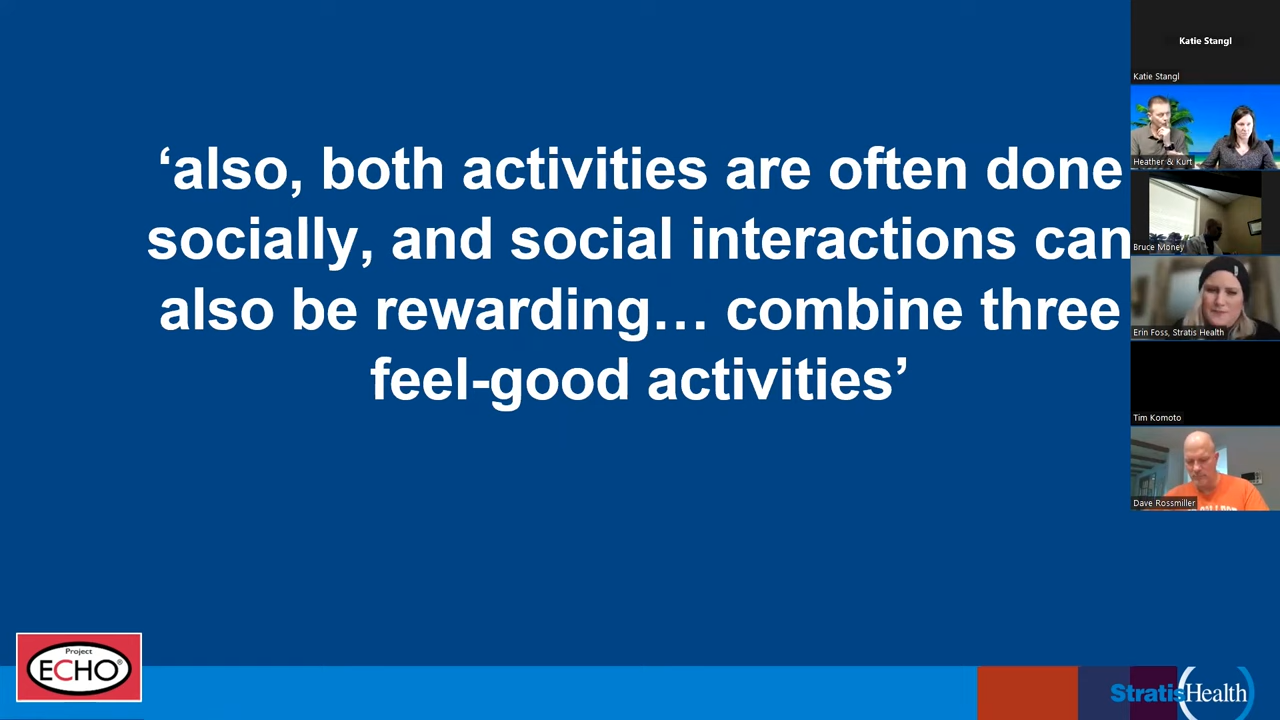 ‘also, both activities are often done
socially, and social interactions can
also be rewarding… combine three
feel-good activities’
Katie Stangl
Katie Stangl
Heather & Kurt
Bruce Money
Erin Foss, Stratis Health
Tim Komoto
Dave Rossmiller
Project
ECHO®
StratisHealth